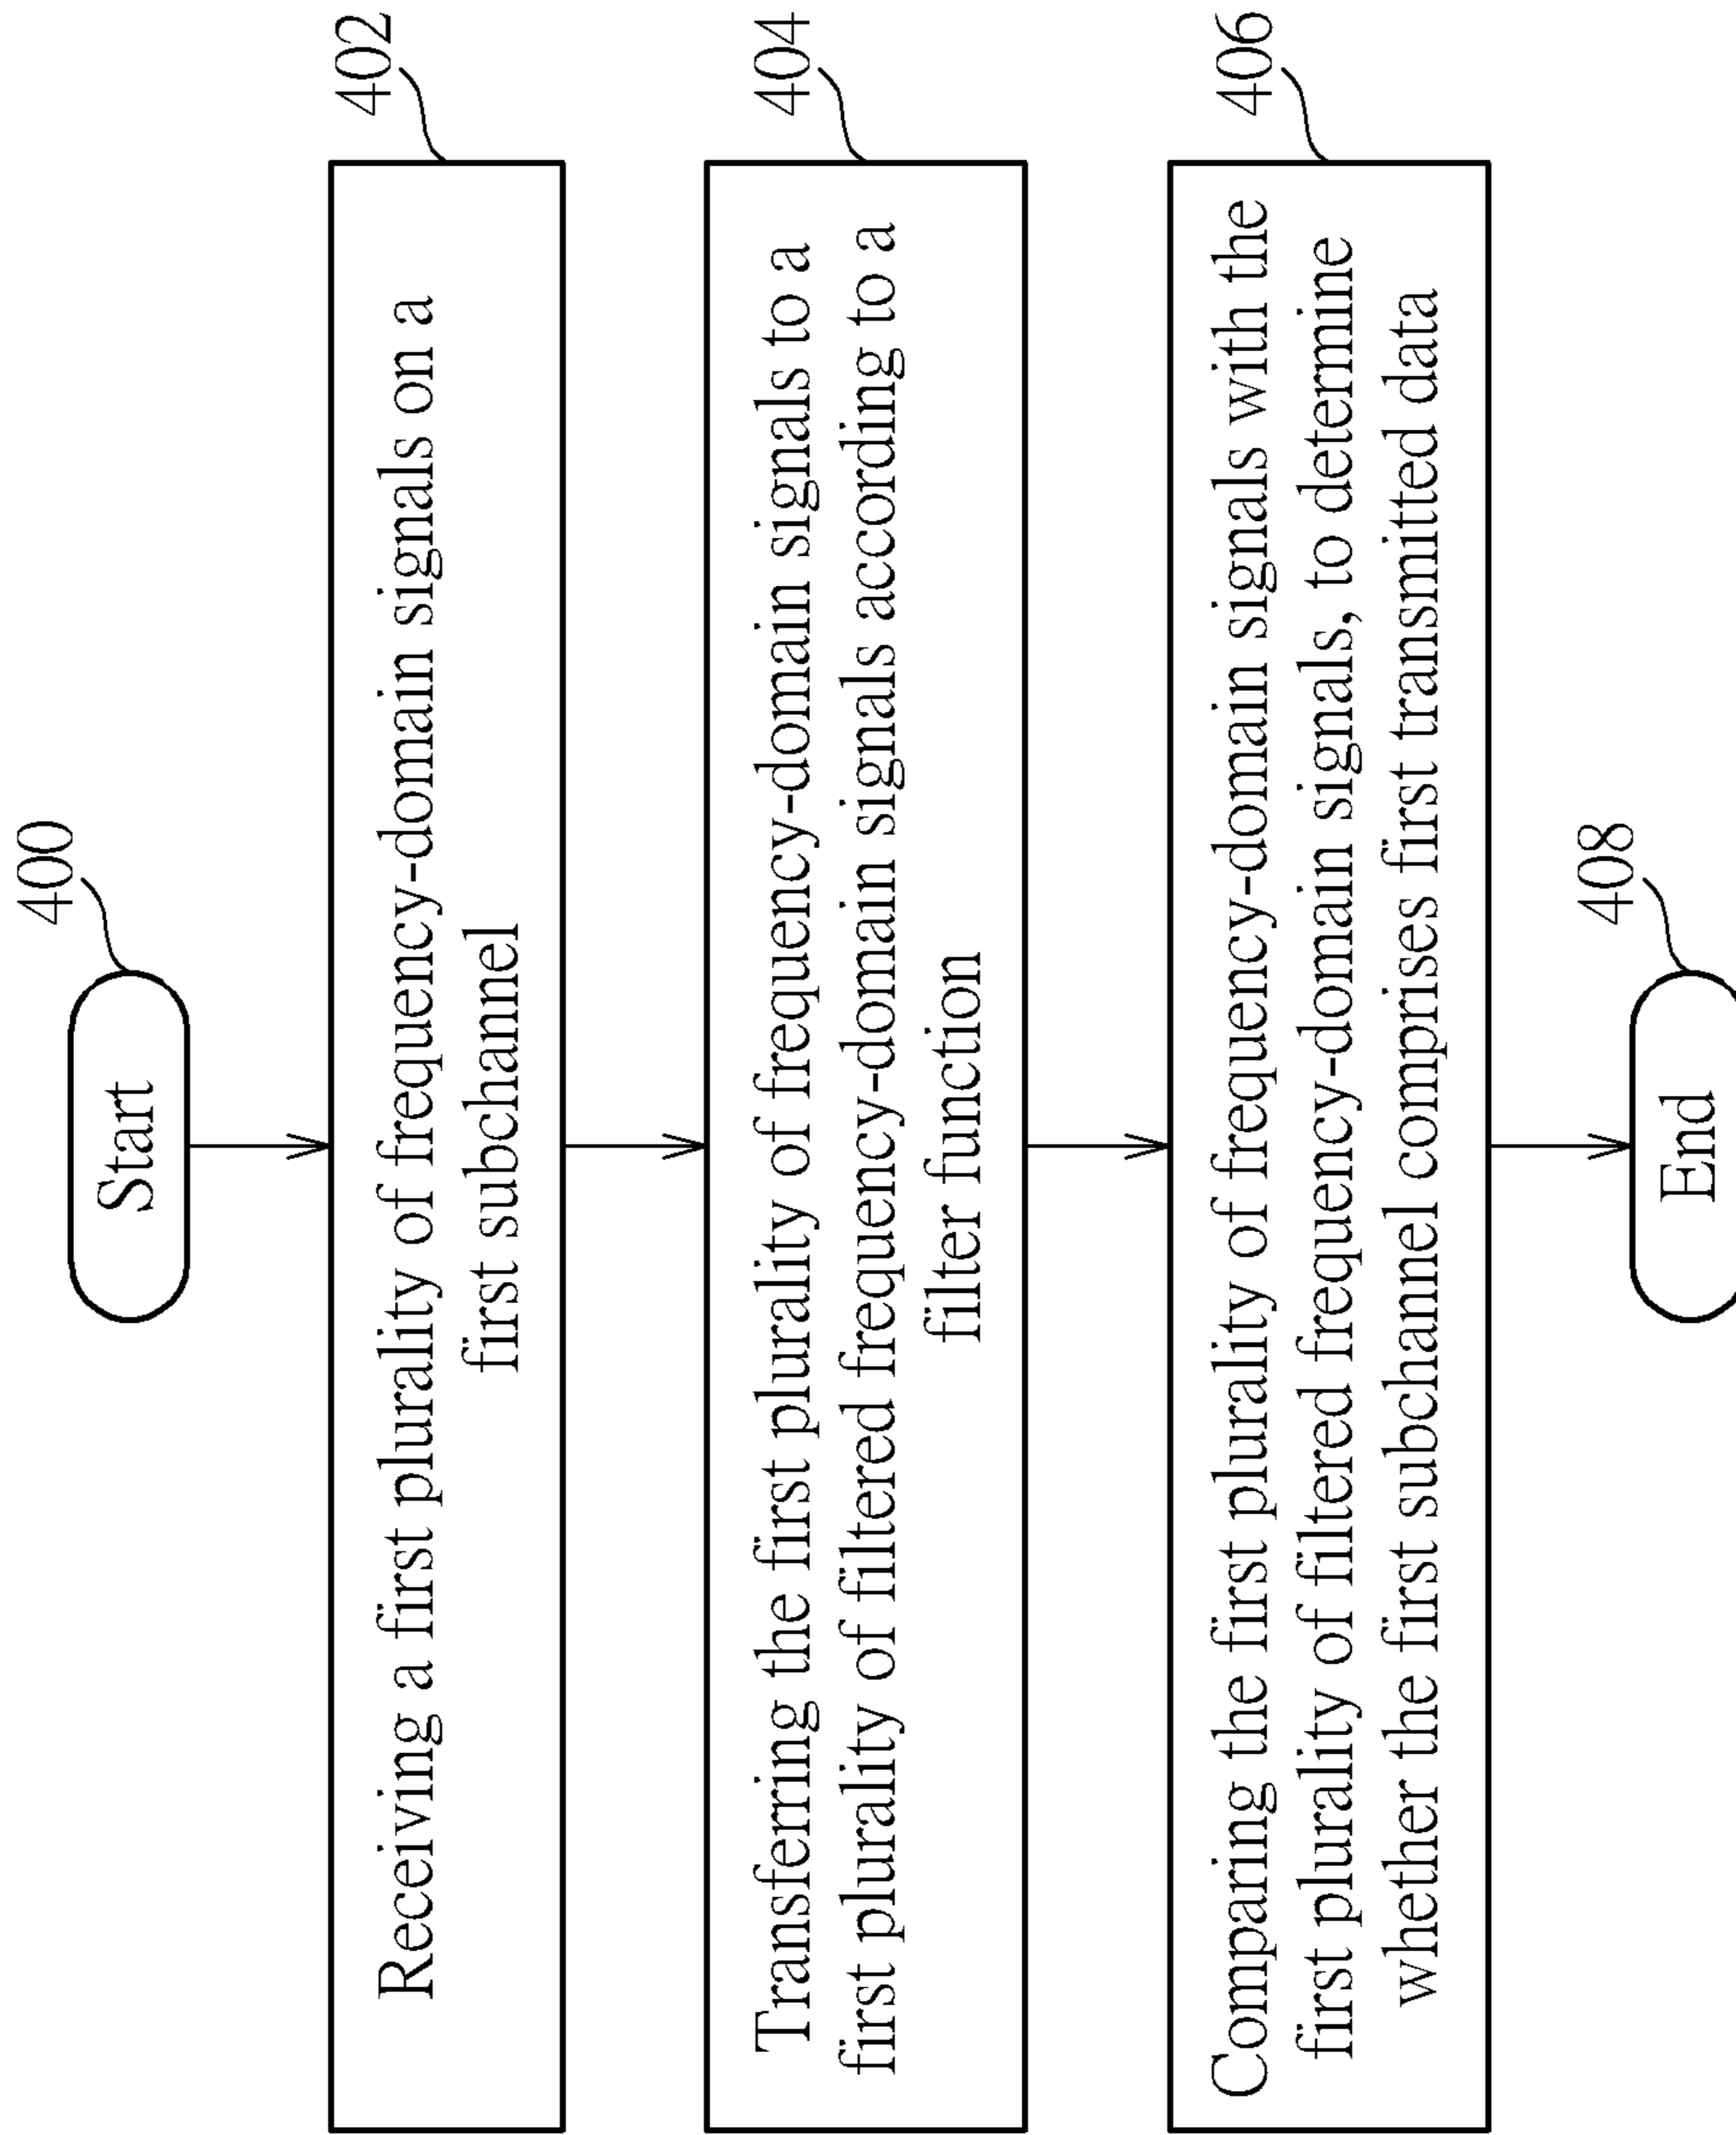 400
Start
402
Receiving a first plurality of frequency-domain signals on a
first subchannel
404
Transferring the first plurality of frequency-domain signals to a
first plurality of filtered frequency-domain signals according to a
filter function
406
Comparing the first plurality of frequency-domain signals with the
first plurality of filtered frequency-domain signals, to determine
whether the first subchannel comprises first transmitted data
408
End